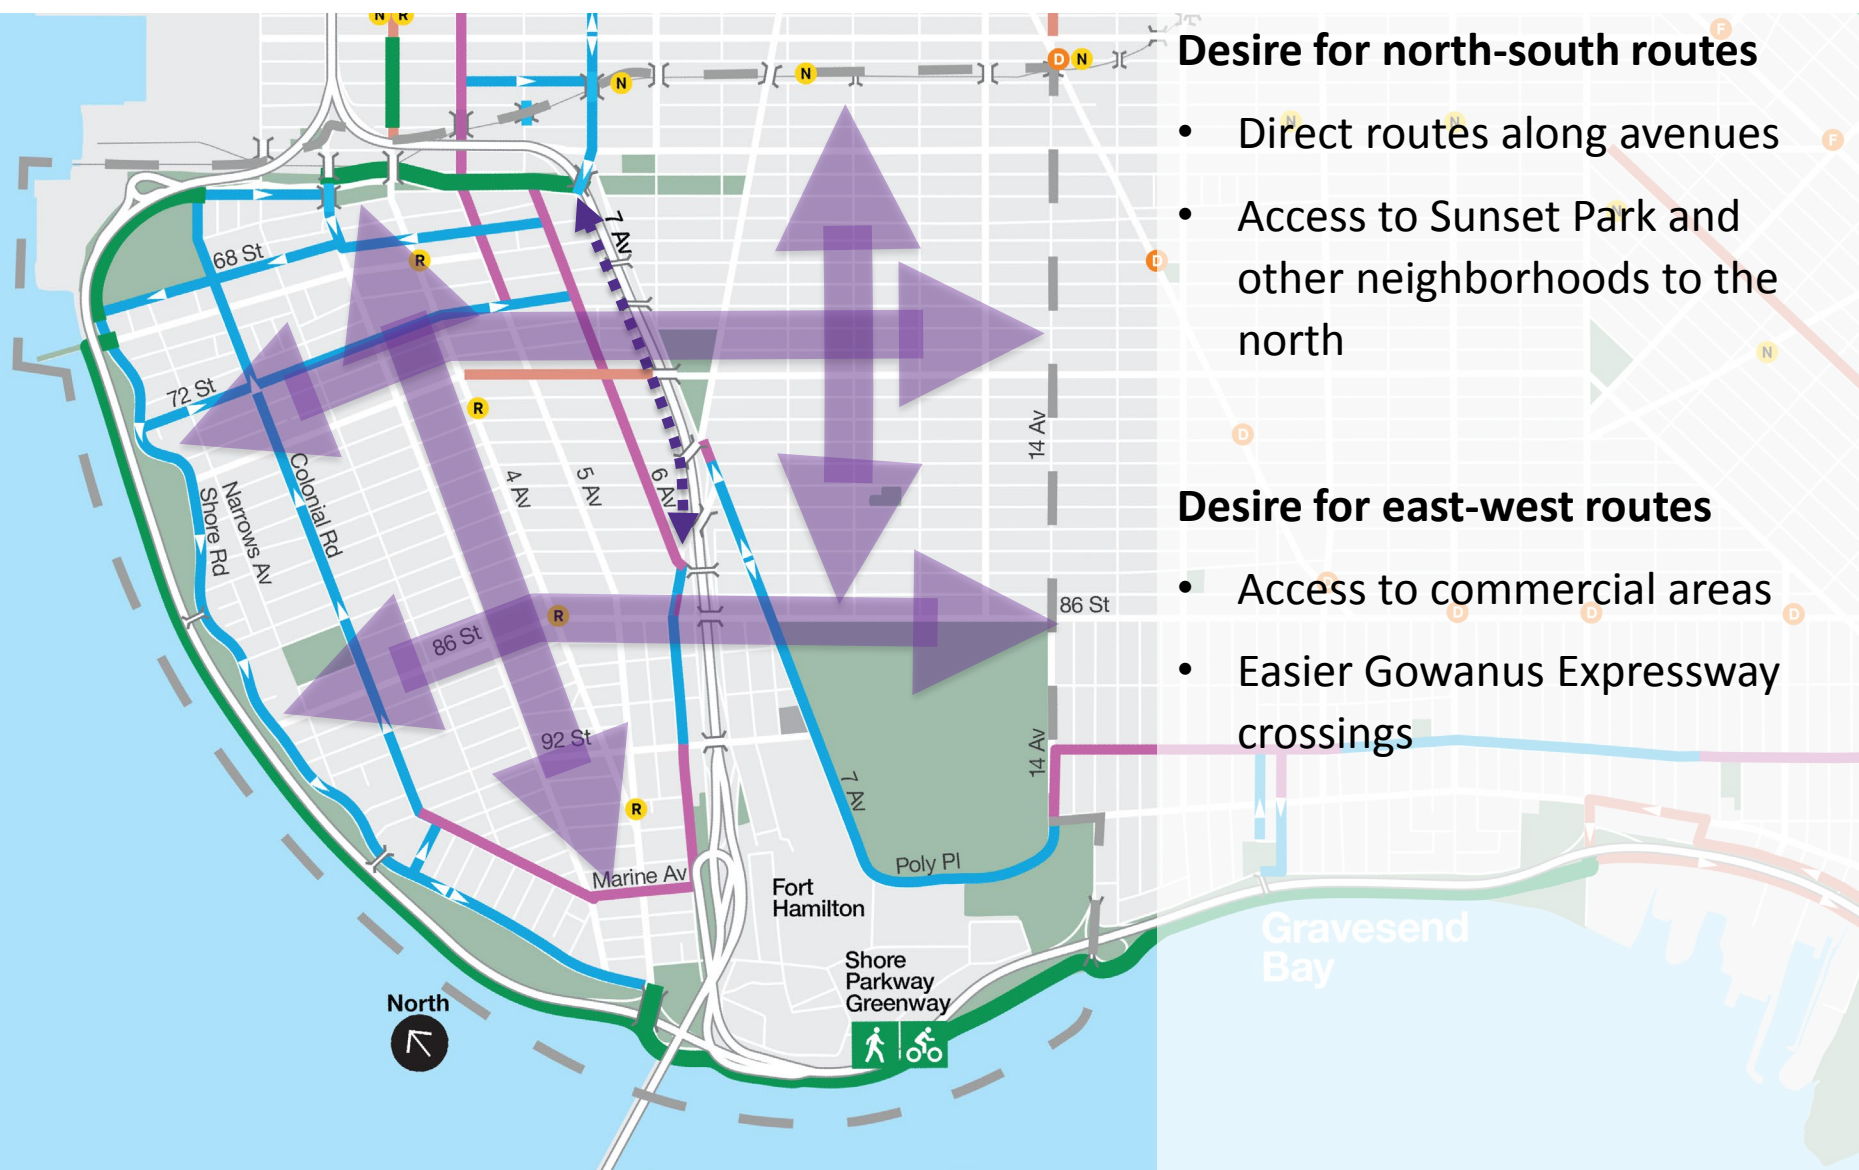 N R
N
N
D N
F
Desire for north-south routes
• Direct routes along avenues
N
N
F
• Access to Sunset Park and
other neighborhoods to the
north
N
D
N
7 Av
68 St
R
72 St
R
D
14 Av
4 Av
5 Av
6 Av
Colonial Rd
Narrows Av
Shore Rd
Desire for east-west routes
• Access to commercial areas
D
86 St
D
D
D
R
86 St
• Easier Gowanus Expressway
crossings
92 St
14 Av
7 Av
R
Poly Pl
Marine Av
Fort
Hamilton
Gravesend
Bay
Shore
Parkway
Greenway
North